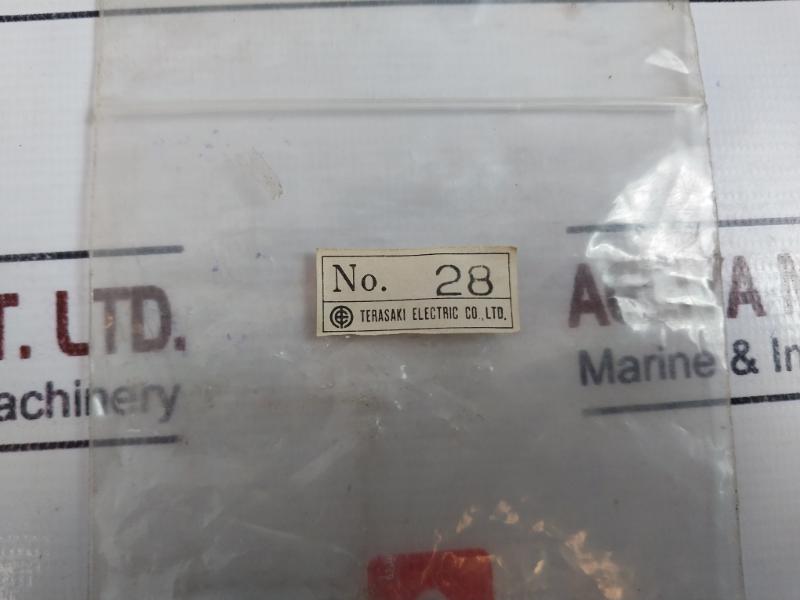 No. 28
TERASAKI ELECTRIC CO., LTD.
T. LTD.
achinery
Marine & In